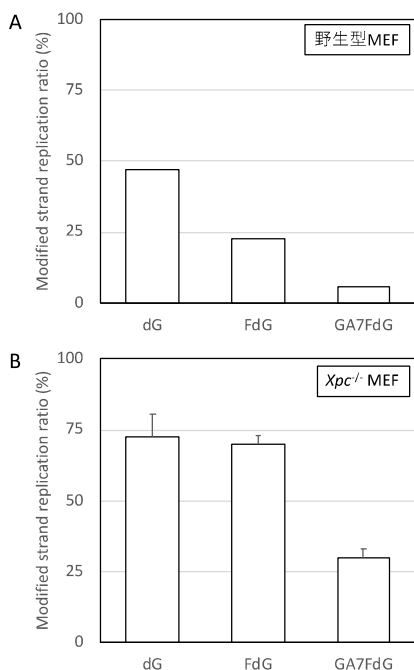 A
Modified strand replication ratio (%)
100
75
50
25
0
野生型MEF
dG
FdG
GA7FdG
B
Modified strand replication ratio (%)
100
75
50
25
0
Xpc-/- MEF
dG
FdG
GA7FdG